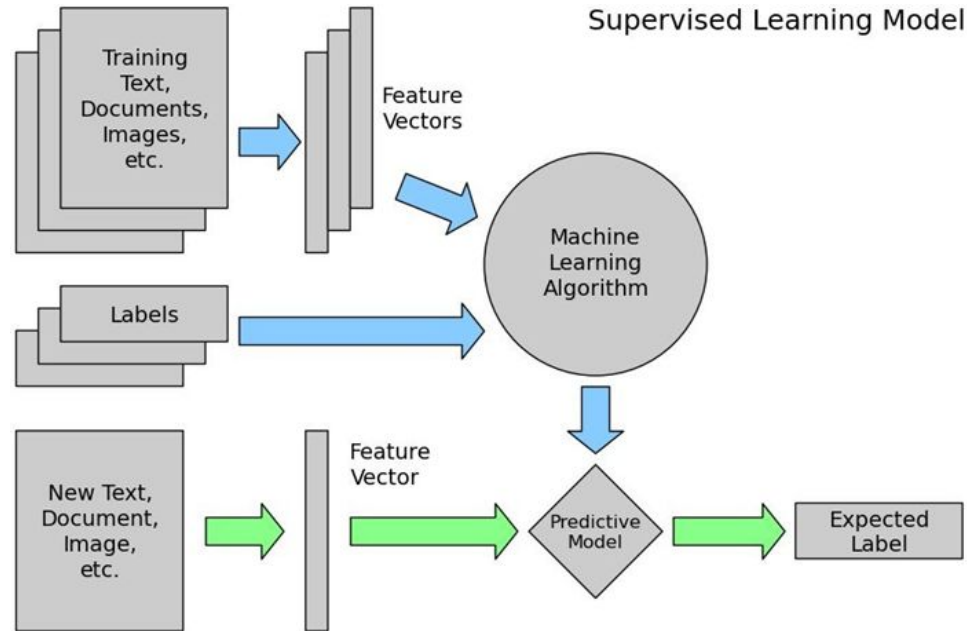 Supervised Learning Model
Training
Text,
Documents,
Images,
etc.
Feature
Vectors
Machine
Learning
Algorithm
Labels
New Text,
Document,
Image,
etc.
Feature
Vector
Predictive
Model
Expected
Label